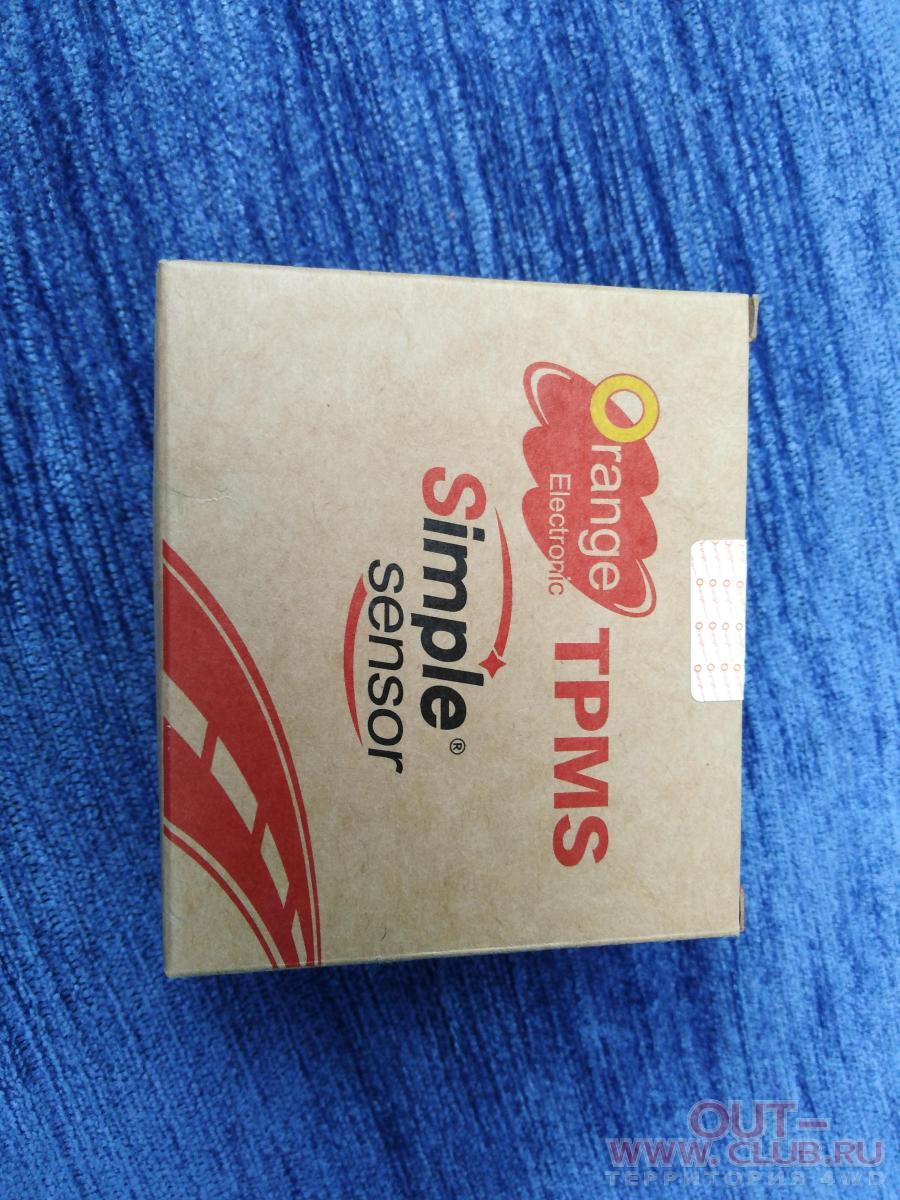 Orange
Electronic
TPMS
Simple®
sensor
OUT-
WWW.CLUB.RU
ТЕРРИТОРИЯ 4WD